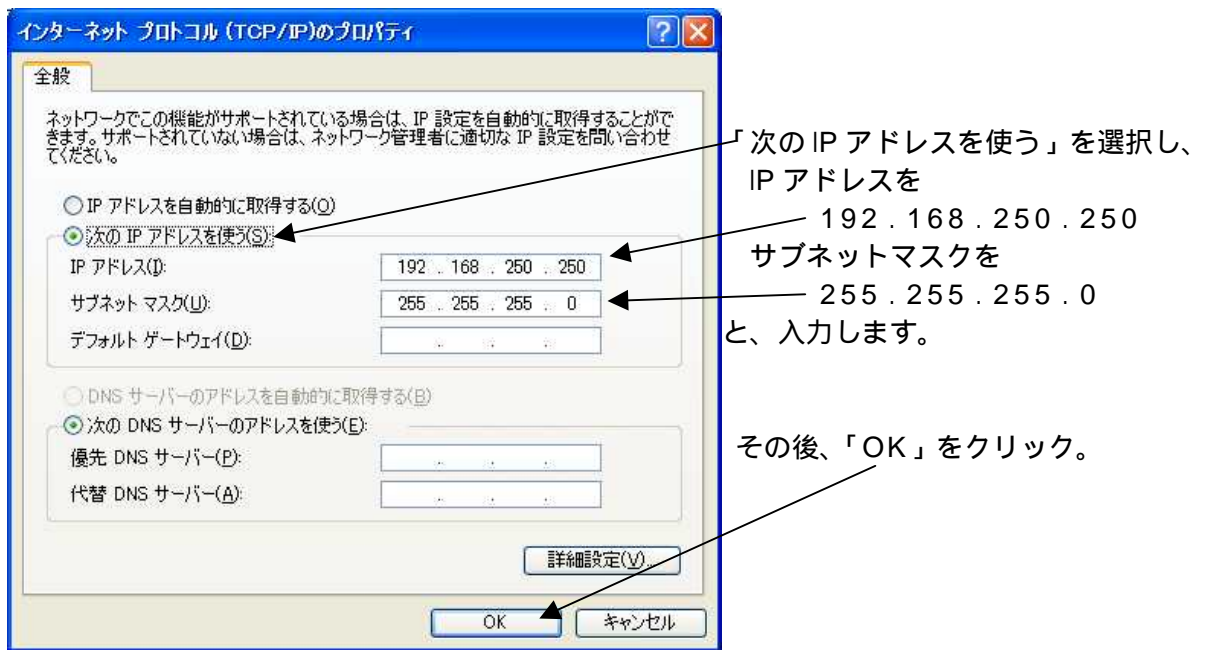 インターネット プロトコル (TCP/IP)のプロパティ
全般
ネットワークでこの機能がサポートされている場合は、IP 設定を自動的に取得することがで
きます。サポートされていない場合は、ネットワーク管理者に適切な IP 設定を問い合わせ
てください。
IP アドレスを自動的に取得する(O)
次の IP アドレスを使う(S):
IP アドレス(I):
192 . 168 . 250 . 250
サブネット マスク(U):
255 . 255 . 255 . 0
デフォルト ゲートウェイ(D):
. . .
DNS サーバーのアドレスを自動的に取得する(B)
次の DNS サーバーのアドレスを使う(E):
優先 DNS サーバー(P):
. . .
代替 DNS サーバー(A):
. . .
詳細設定(V)...
OK
キャンセル
「次の IP アドレスを使う」を選択し、
IP アドレスを
192.168.250.250
サブネットマスクを
255.255.255.0
と、入力します。
その後、「OK」をクリック。